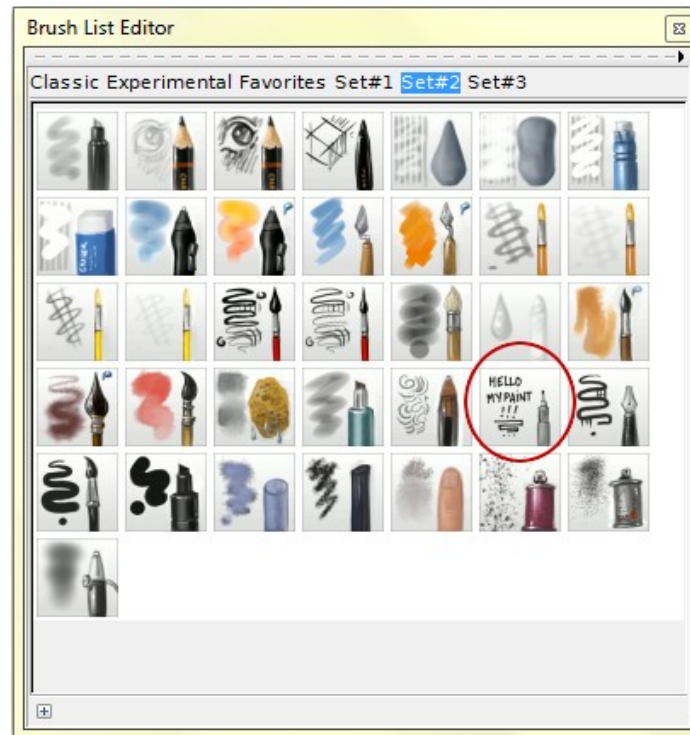 Brush List Editor
Classic Experimental Favorites Set#1 Set#2 Set#3
HELLO
MYPAINT
!!!